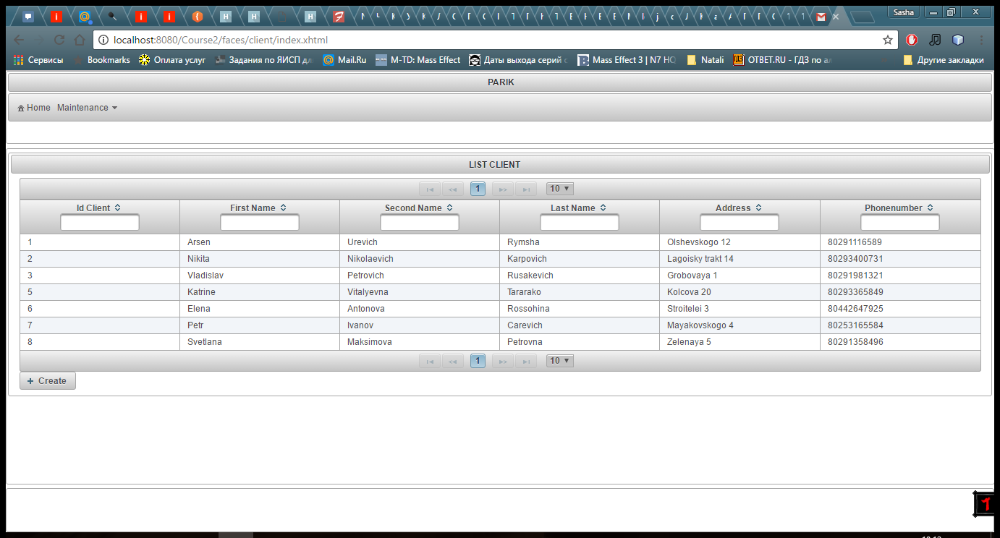 Sasha
localhost:8080/Course2/faces/client/index.xhtml
Сервисы Bookmarks Оплата услуг Задания по ЯИСП дл Mail.Ru M-TD: Mass Effect Даты выхода серий с Mass Effect 3 | N7 HQ Natali ОТВЕТ.RU - ГДЗ по ал Другие закладки
PARIK
Home Maintenance
LIST CLIENT
1 10
Id Client First Name Second Name Last Name Address Phonenumber
1 Arsen Urevich Rymsha Olshevskogo 12 80291116589
2 Nikita Nikolaevich Karpovich Lagoisky trakt 14 80293400731
3 Vladislav Petrovich Rusakevich Grobovaya 1 80291981321
5 Katrine Vitalyevna Tararako Kolcova 20 80293365849
6 Elena Antonova Rossohina Stroitelei 3 80442647925
7 Petr Ivanov Carevich Mayakovskogo 4 80253165584
8 Svetlana Maksimova Petrovna Zelenaya 5 80291358496
1 10
Create